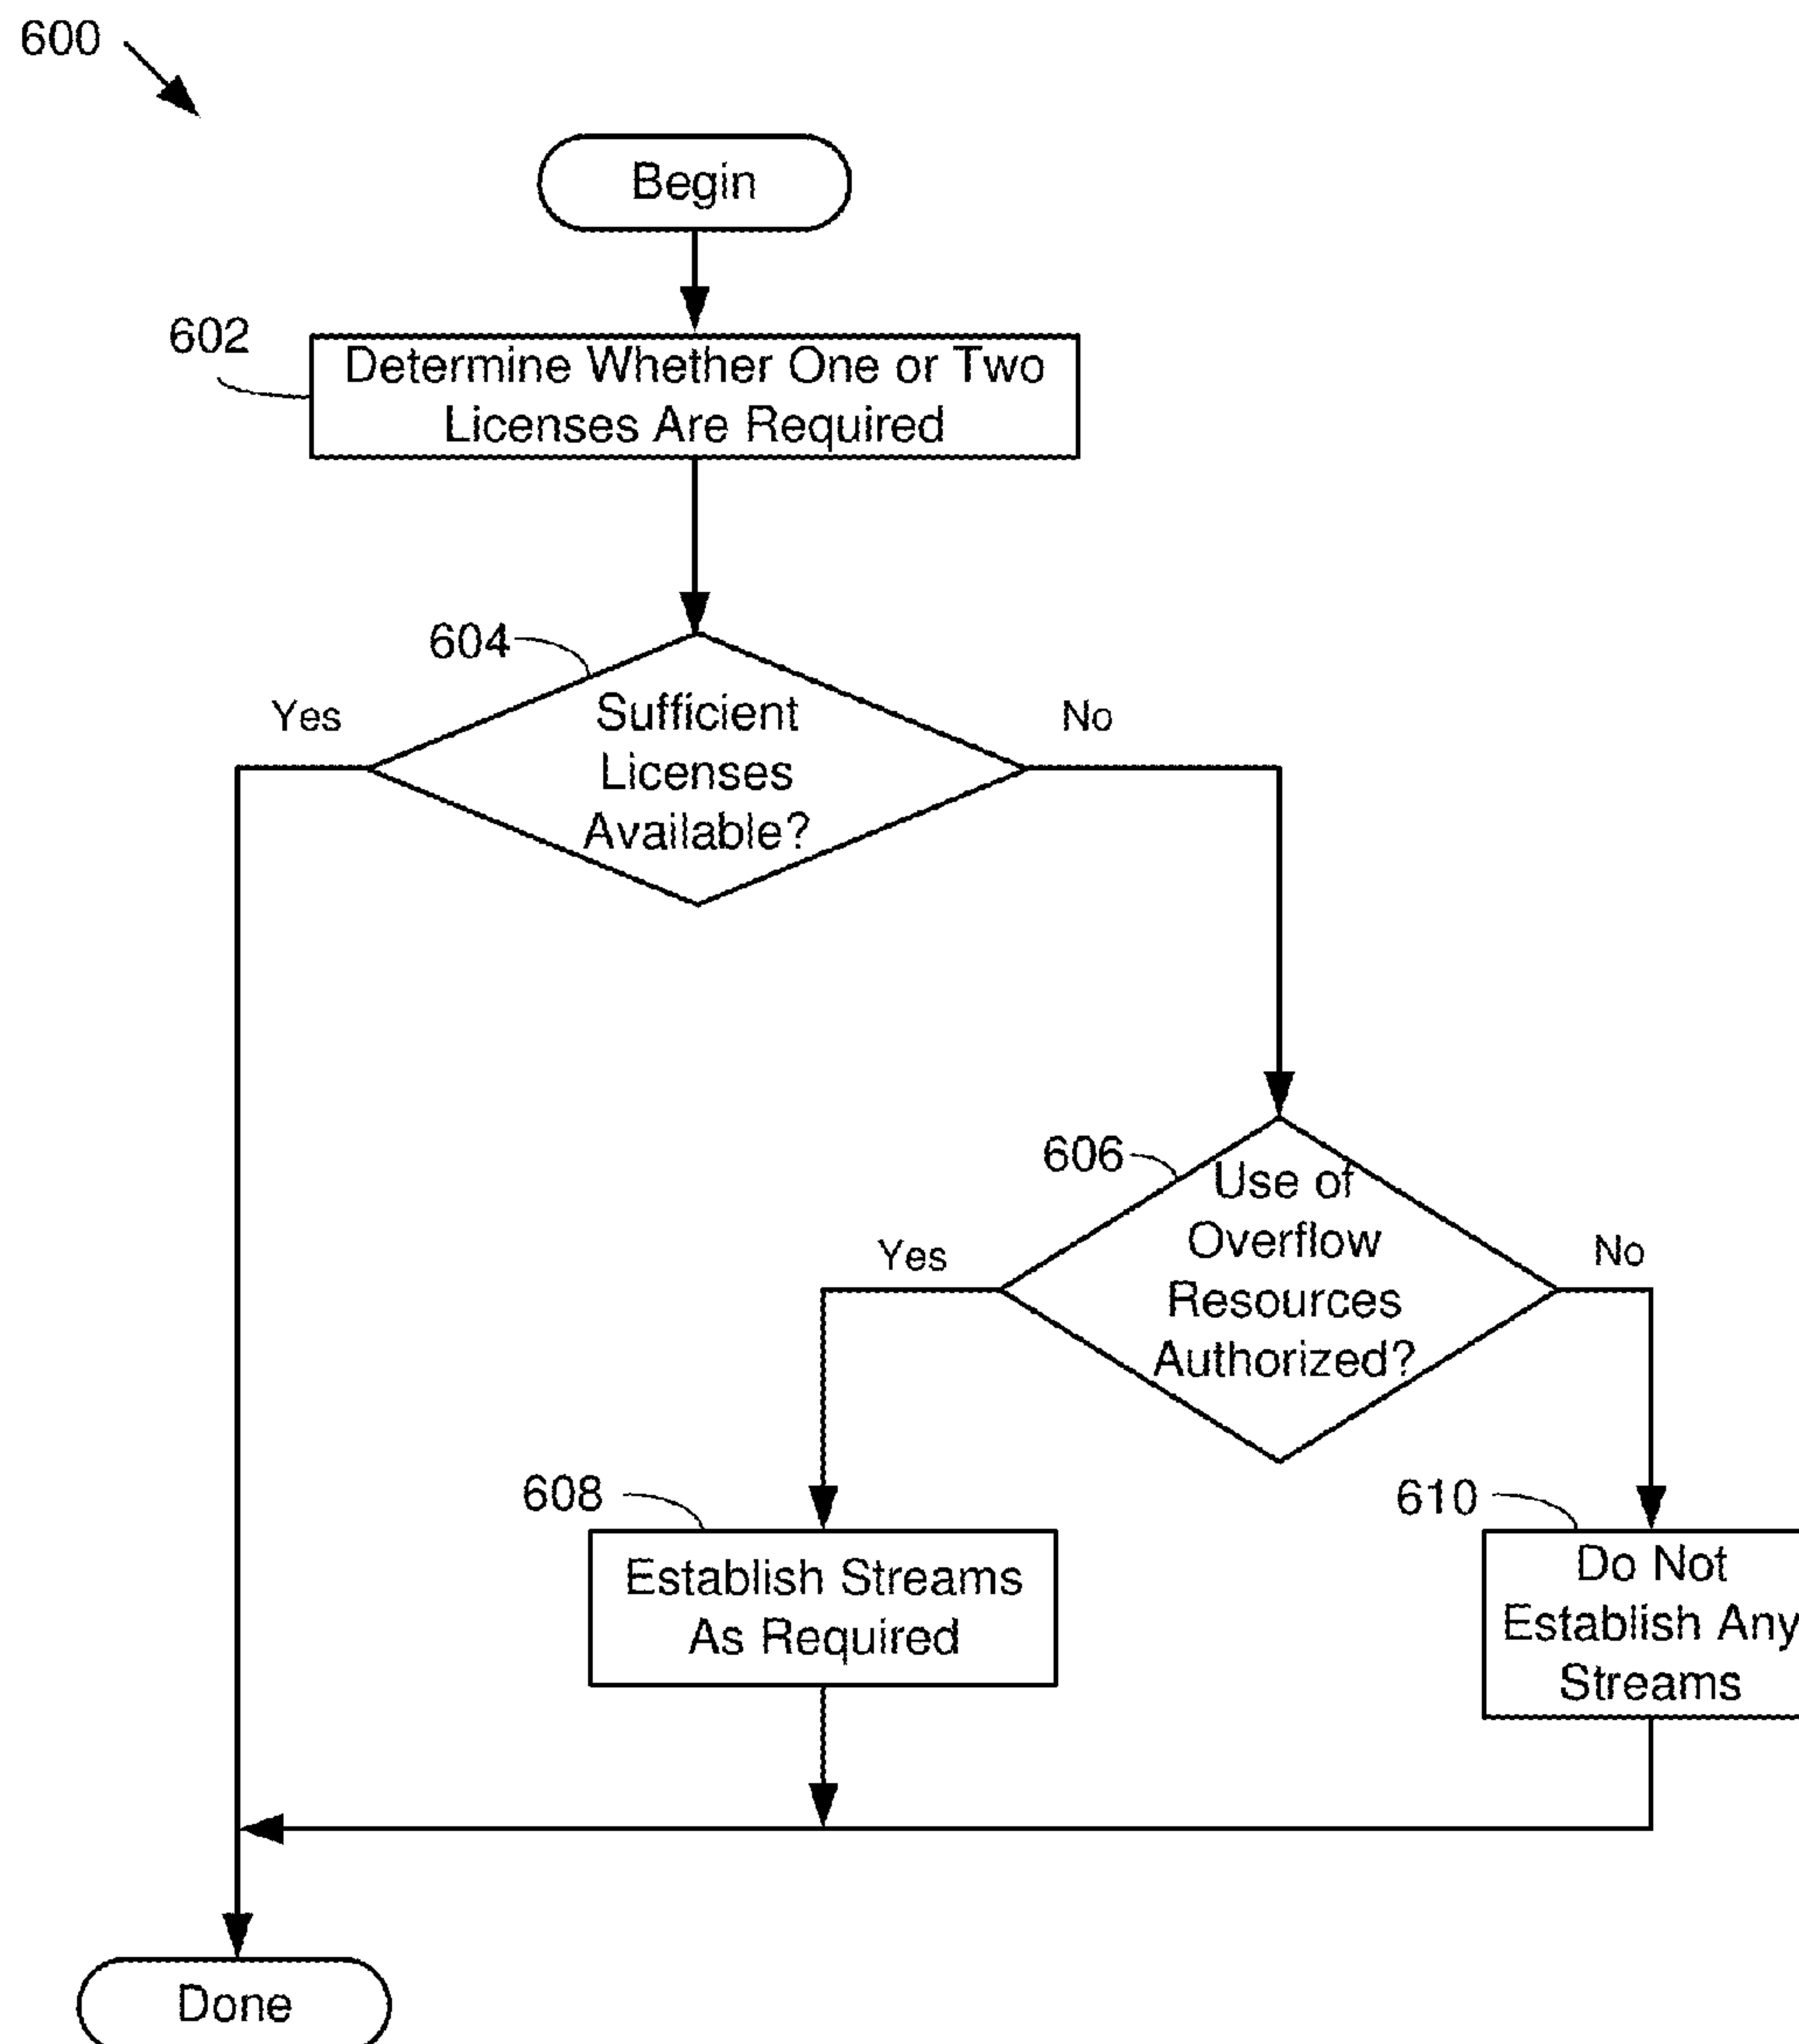 600
Begin
602
Determine Whether One or Two
Licenses Are Required
604
Yes
No
Sufficient
Licenses
Available?
606
Use of
Overflow
Resources
Authorized?
Yes
No
608
Establish Streams
As Required
610
Do Not
Establish Any
Streams
Done